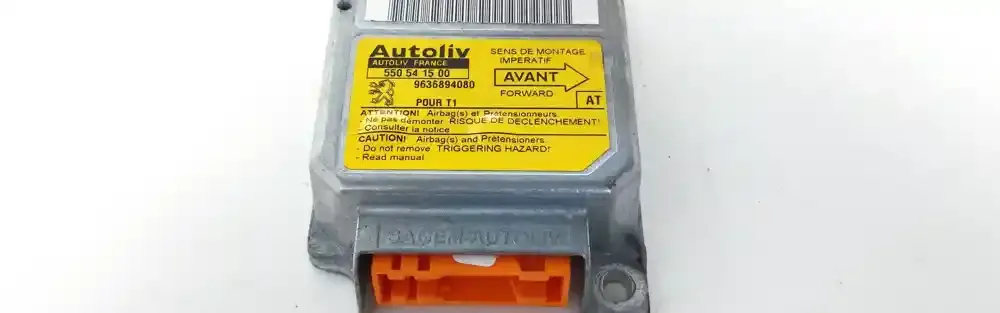 Autoliv
AUTOLIV FRANCE
550 54 15 00
9636894080
POUR T1
SENS DE MONTAGE
IMPERATIF
AVANT
FORWARD
AT
ATTENTION! Airbag(s) et Prétensionneurs.
- Ne pas démonter RISQUE DE DECLENCHEMENT!
- Consulter la notice
CAUTION! Airbag(s) and Prétensioners.
- Do not remove TRIGGERING HAZARD!
- Read manual
SAGEM-AUTOLIV